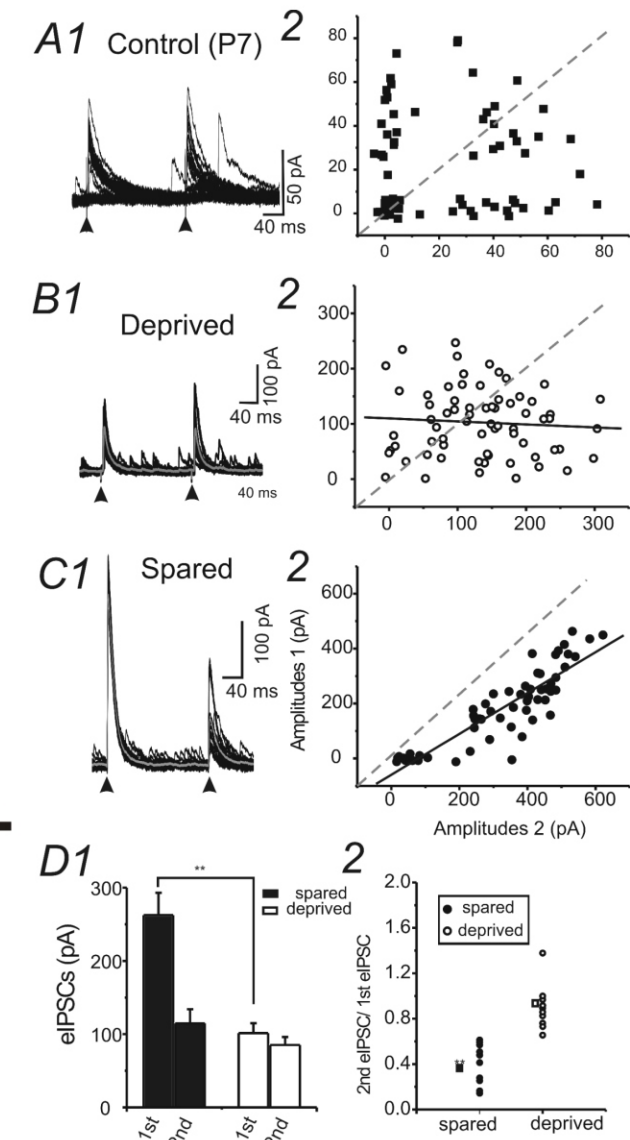 A1 Control (P7) 2
50 pA
40 ms
80
60
40
20
0
0 20 40 60 80
B1 2
Deprived
100 pA
40 ms
40 ms
300
200
100
0
0 100 200 300
C1 Spared 2
100 pA
40 ms
Amplitudes 1 (pA)
600
400
200
0
0 200 400 600
Amplitudes 2 (pA)
D1 2
**
spared
deprived
eIPSCs (pA)
300
200
100
0
1st 2nd 1st 2nd
2nd eIPSC/ 1st eIPSC
2.0
1.6
1.2
0.8
0.4
0.0
spared
deprived
**
spared deprived